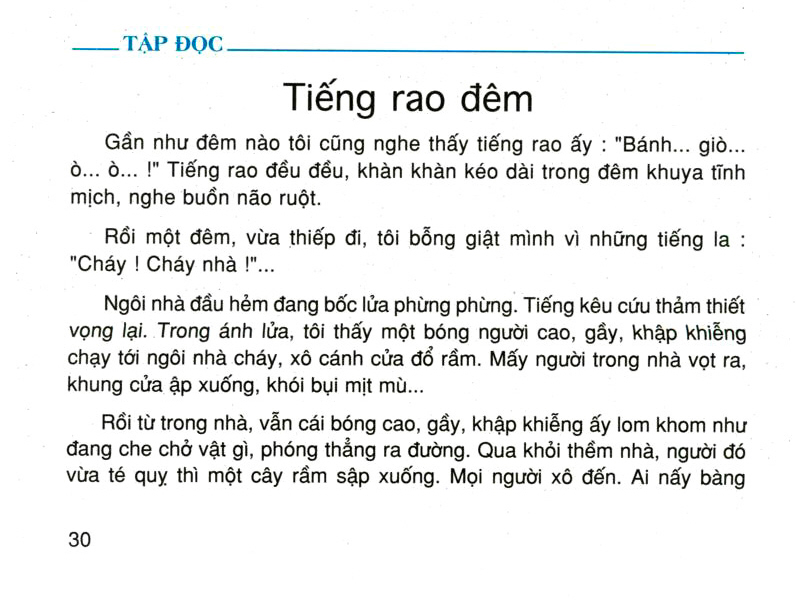 TẬP ĐỌC
Tiếng rao đêm
Gần như đêm nào tôi cũng nghe thấy tiếng rao ấy : "Bánh... giò...
ò... ò... !" Tiếng rao đều đều, khàn khàn kéo dài trong đêm khuya tĩnh
mịch, nghe buồn não ruột.
Rồi một đêm, vừa thiếp đi, tôi bỗng giật mình vì những tiếng la :
"Cháy ! Cháy nhà !"...
Ngôi nhà đầu hẻm đang bốc lửa phừng phừng. Tiếng kêu cứu thảm thiết
vọng lại. Trong ánh lửa, tôi thấy một bóng người cao, gầy, khập khiễng
chạy tới ngôi nhà cháy, xô cánh cửa đổ rầm. Mấy người trong nhà vọt ra,
khung cửa ập xuống, khói bụi mịt mù...
Rồi từ trong nhà, vẫn cái bóng cao, gầy, khập khiễng ấy lom khom như
đang che chở vật gì, phóng thẳng ra đường. Qua khỏi thềm nhà, người đó
vừa té quỵ thì một cây rầm sập xuống. Mọi người xô đến. Ai nấy bàng
30